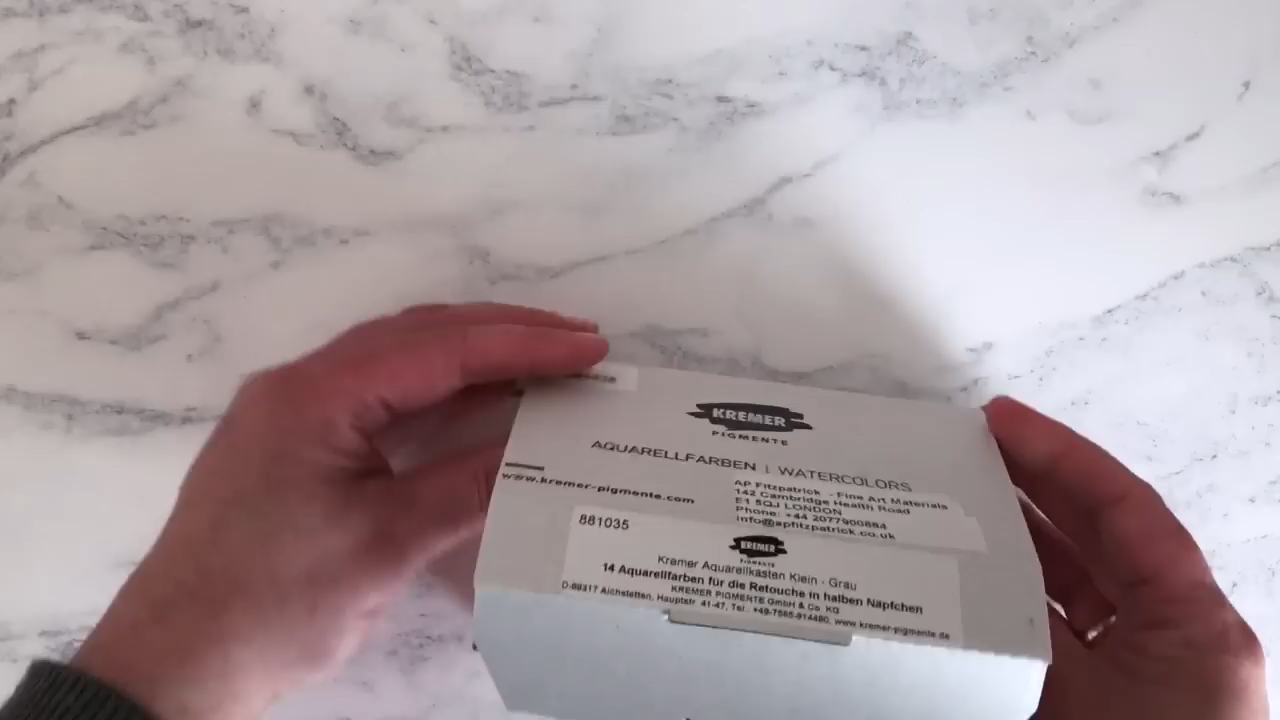 KREMER
PIGMENTE
AQUARELLFARBEN | WATERCOLORS
www.kremer-pigmente.com
AP Fitzpatrick - Fine Art Materials
142 Cambridge Health Road
E1 5QJ LONDON
Phone: +44 2077900884
info@apfitzpatrick.co.uk
881035
KREMER
PIGMENTE
Kremer Aquarellkasten Klein - Grau
14 Aquarellfarben für die Retouche in halben Näpfchen
KREMER PIGMENTE GmbH & Co. KG
D-88317 Aichstetten, Hauptstr. 41-47, Tel.: +49-7565-914480, www.kremer-pigmente.de